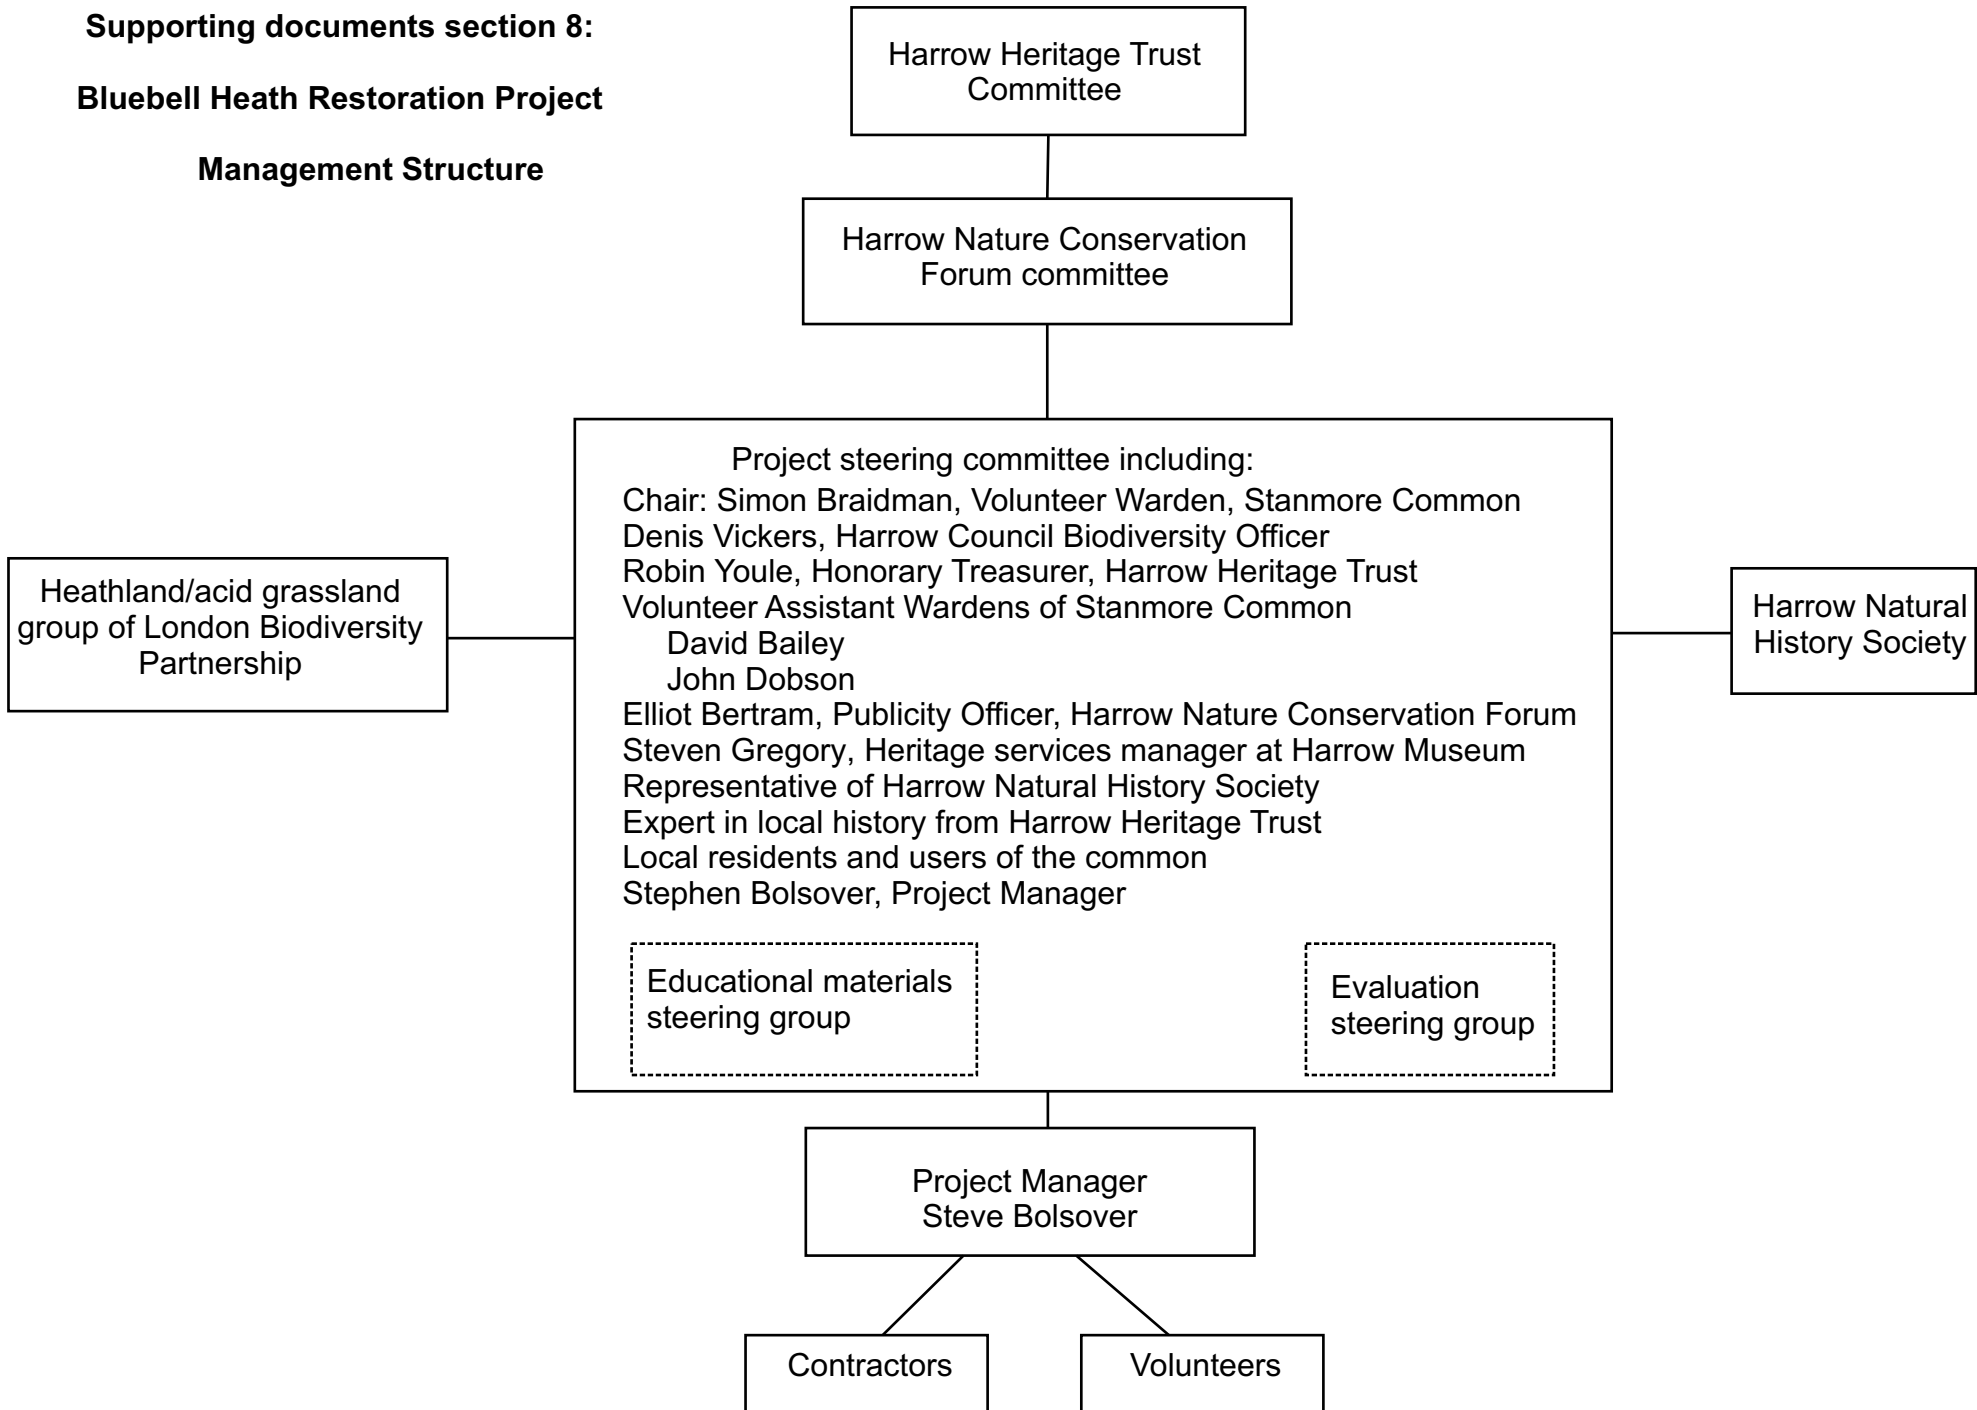 Supporting documents section 8:
Bluebell Heath Restoration Project
Management Structure
Harrow Heritage Trust
Committee
Harrow Nature Conservation
Forum committee
Project steering committee including:
Chair: Simon Braidman, Volunteer Warden, Stanmore Common
Denis Vickers, Harrow Council Biodiversity Officer
Robin Youle, Honorary Treasurer, Harrow Heritage Trust
Volunteer Assistant Wardens of Stanmore Common
David Bailey
John Dobson
Elliot Bertram, Publicity Officer, Harrow Nature Conservation Forum
Steven Gregory, Heritage services manager at Harrow Museum
Representative of Harrow Natural History Society
Expert in local history from Harrow Heritage Trust
Local residents and users of the common
Stephen Bolsover, Project Manager
Educational materials
steering group
Evaluation
steering group
Heathland/acid grassland
group of London Biodiversity
Partnership
Harrow Natural
History Society
Project Manager
Steve Bolsover
Contractors
Volunteers